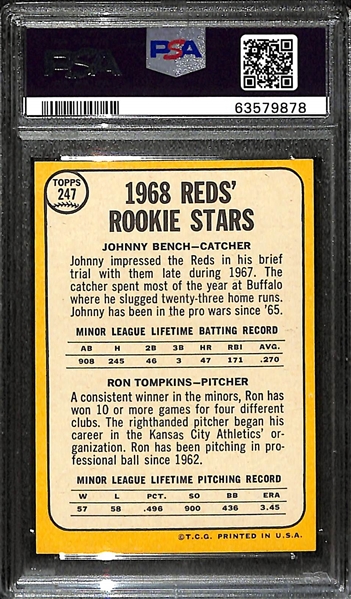 PSA
PSA
63579878
TOPPS
247
1968 REDS'
ROOKIE STARS
JOHNNY BENCH—CATCHER
Johnny impressed the Reds in his brief
trial with them late during 1967. The
catcher spent most of the year at Buffalo
where he slugged twenty-three home runs.
Johnny has been in the pro wars since '65.
MINOR LEAGUE LIFETIME BATTING RECORD
AB H 2B 3B HR RBI AVG.
908 245 46 3 47 171 .270
RON TOMPKINS—PITCHER
A consistent winner in the minors, Ron has
won 10 or more games for four different
clubs. The righthanded pitcher began his
career in the Kansas City Athletics' or-
ganization. Ron has been pitching in pro-
fessional ball since 1962.
MINOR LEAGUE LIFETIME PITCHING RECORD
W L PCT. SO BB ERA
57 58 .496 900 436 3.45
©T.C.G. PRINTED IN U.S.A.